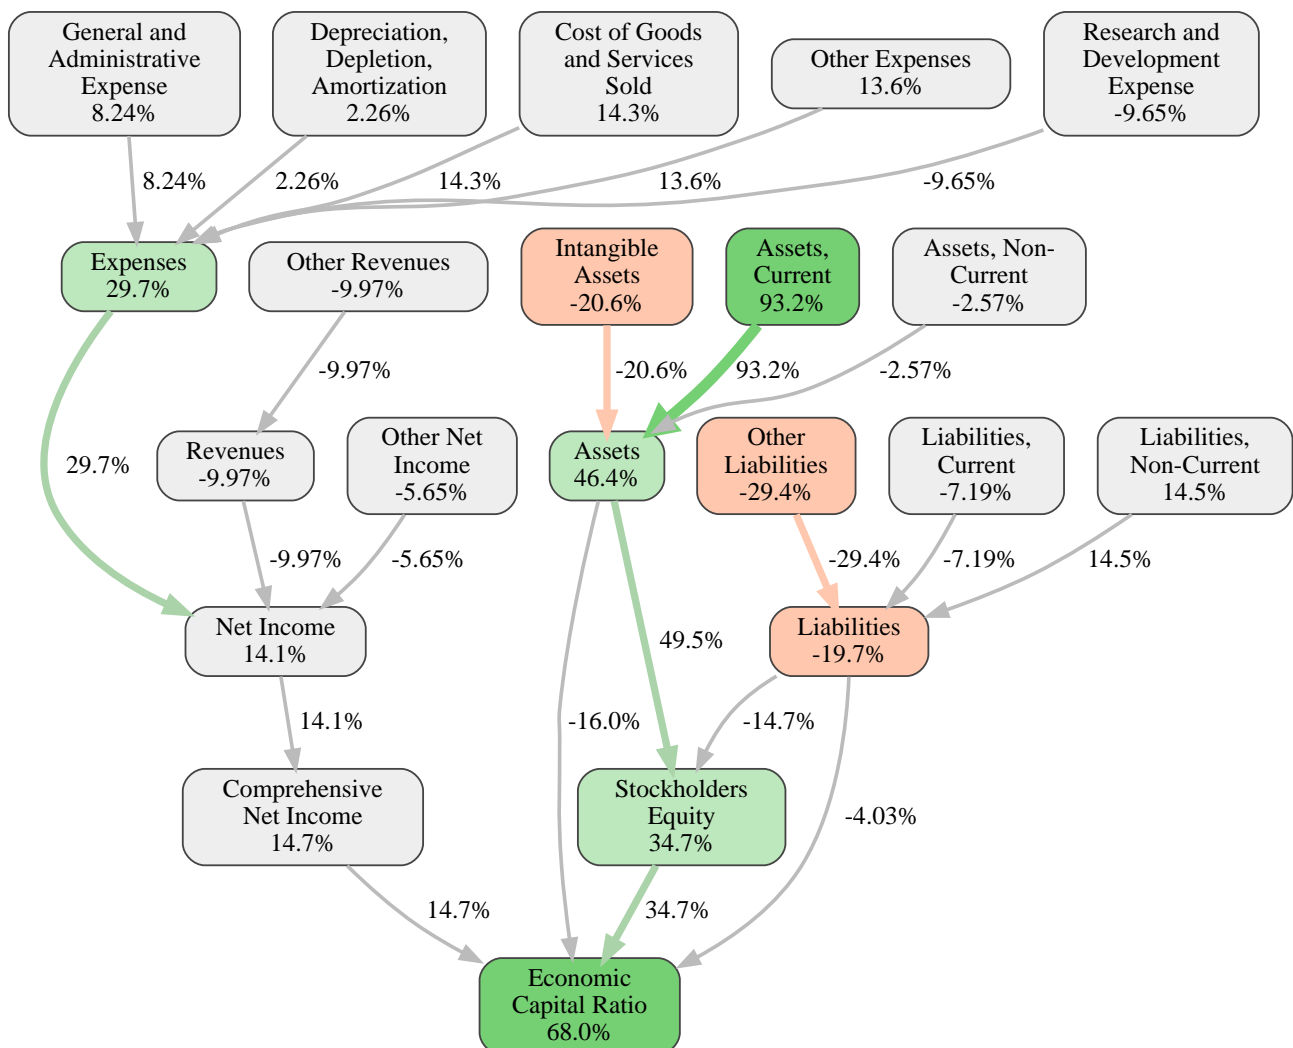 General and
Administrative
Expense
8.24%
Depreciation,
Depletion,
Amortization
2.26%
Cost of Goods
and Services
Sold
14.3%
Other Expenses
13.6%
Research and
Development
Expense
-9.65%
8.24%
2.26%
14.3%
13.6%
-9.65%
Expenses
29.7%
Other Revenues
-9.97%
Intangible
Assets
-20.6%
Assets,
Current
93.2%
Assets, Non-
Current
-2.57%
-9.97%
-20.6%
93.2%
-2.57%
29.7%
Revenues
-9.97%
Other Net
Income
-5.65%
Assets
46.4%
Other
Liabilities
-29.4%
Liabilities,
Current
-7.19%
Liabilities,
Non-Current
14.5%
-9.97%
-5.65%
-29.4%
-7.19%
14.5%
Net Income
14.1%
49.5%
Liabilities
-19.7%
14.1%
-16.0%
-14.7%
Comprehensive
Net Income
14.7%
Stockholders
Equity
34.7%
-4.03%
14.7%
34.7%
Economic
Capital Ratio
68.0%